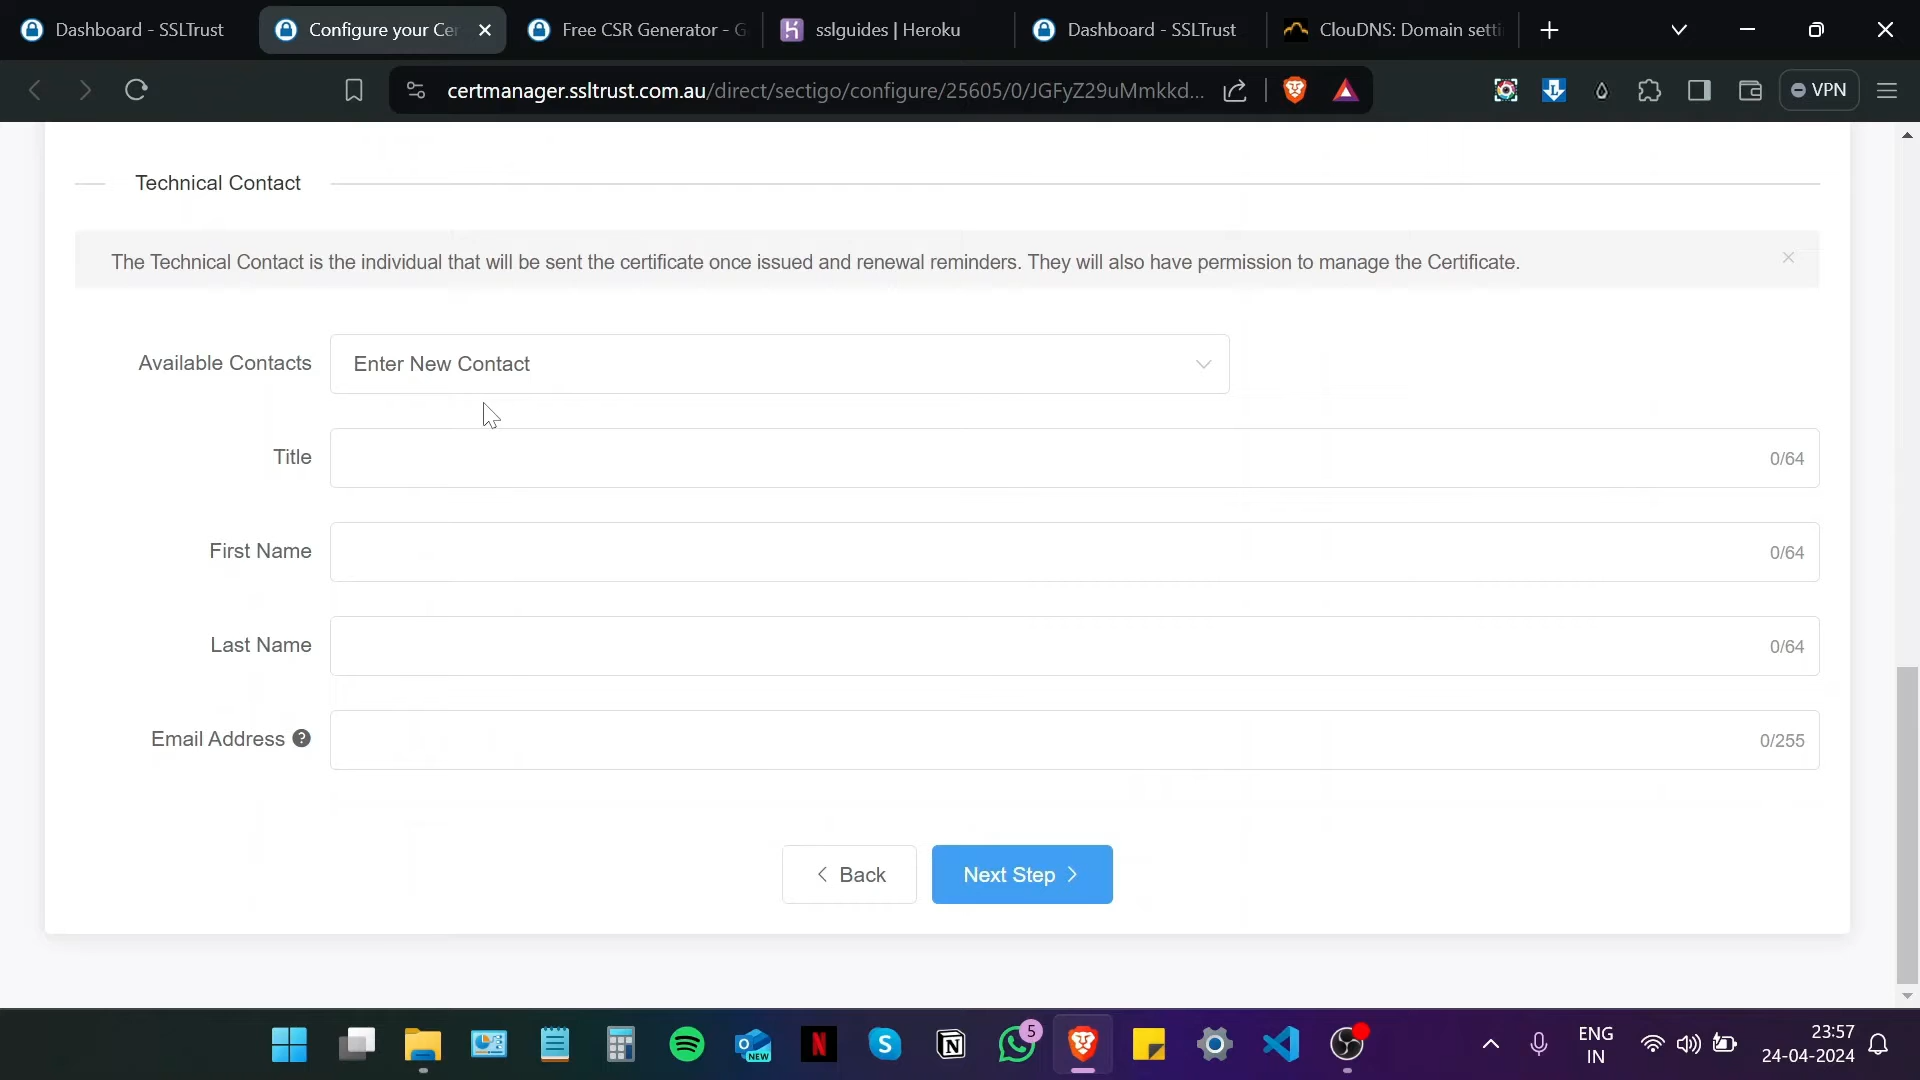 Dashboard - SSLTrust
Configure your Cer
Free CSR Generator - G
sslguides | Heroku
Dashboard - SSLTrust
ClouDNS: Domain setti
certmanager.ssltrust.com.au/direct/sectigo/configure/25605/0/JGFyZ29uMmkkd...
VPN
Technical Contact
The Technical Contact is the individual that will be sent the certificate once issued and renewal reminders. They will also have permission to manage the Certificate.
Available Contacts
Enter New Contact
Title
0/64
First Name
0/64
Last Name
0/64
Email Address ?
0/255
< Back
Next Step >
NEW
5
ENG
IN
23:57
24-04-2024